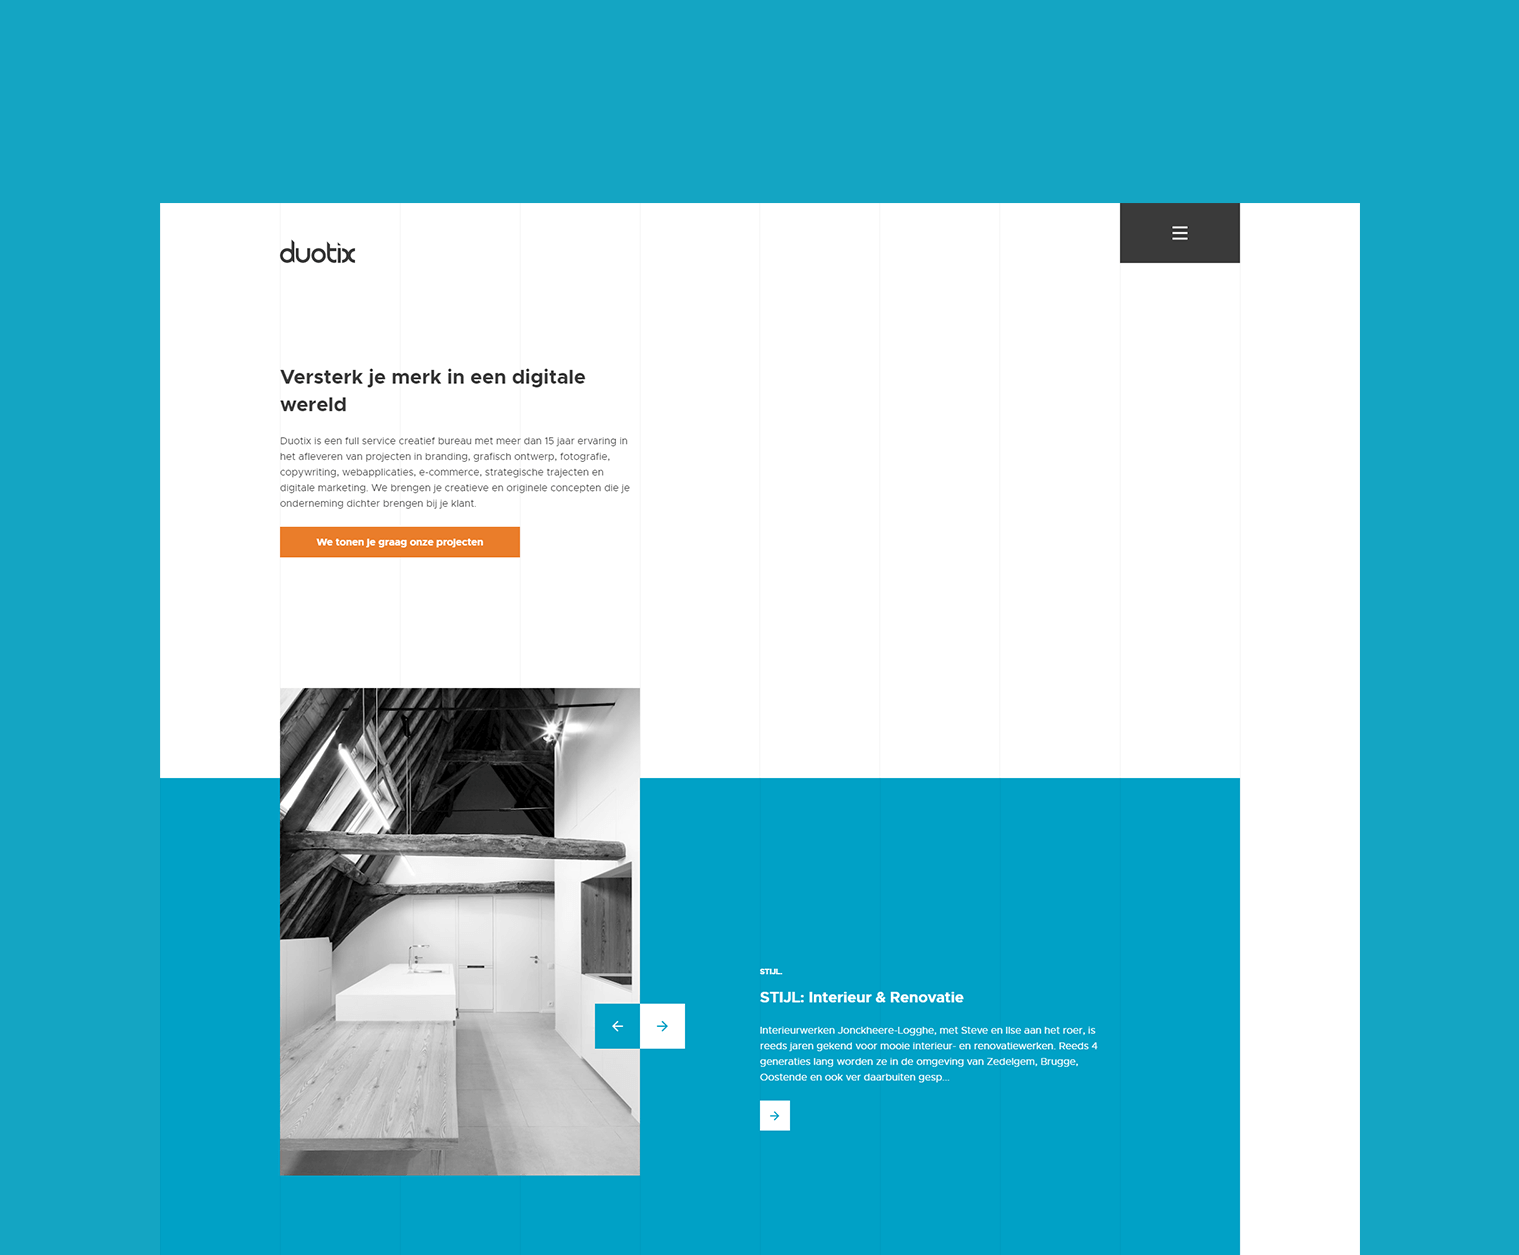 duotix
Versterk je merk in een digitale
wereld
Duotix is een full service creatief bureau met meer dan 15 jaar ervaring in
het afleveren van projecten in branding, grafisch ontwerp, fotografie,
copywriting, webapplicaties, e-commerce, strategische trajecten en
digitale marketing. We brengen je creatieve en originele concepten die je
onderneming dichter brengen bij je klant.
We tonen je graag onze projecten
STIJL.
STIJL: Interieur & Renovatie
Interieurwerken Jonckheere-Logghe, met Steve en Ilse aan het roer, is
reeds jaren gekend voor mooie interieur- en renovatiewerken. Reeds 4
generaties lang worden ze in de omgeving van Zedelgem, Brugge,
Oostende en ook ver daarbuiten gesp...